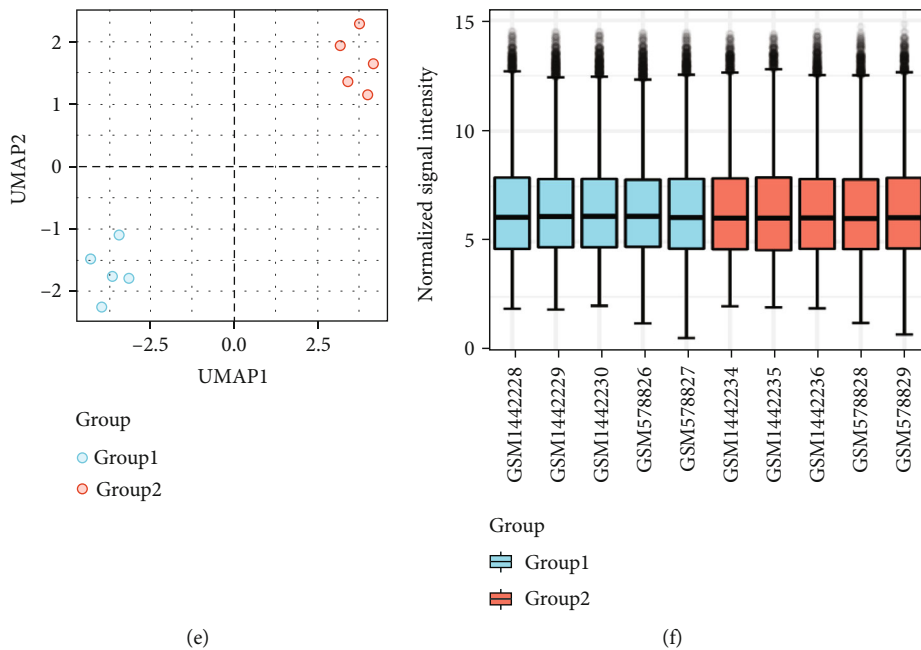 2
1
0
−1
−2
UMAP2
−2.5
0.0
2.5
UMAP1
Group
Group1
Group2
(e)
15
10
5
0
Normalized signal intensity
GSM1442228
GSM1442229
GSM1442230
GSM578826
GSM578827
GSM1442234
GSM1442235
GSM1442236
GSM578828
GSM578829
Group
Group1
Group2
(f)